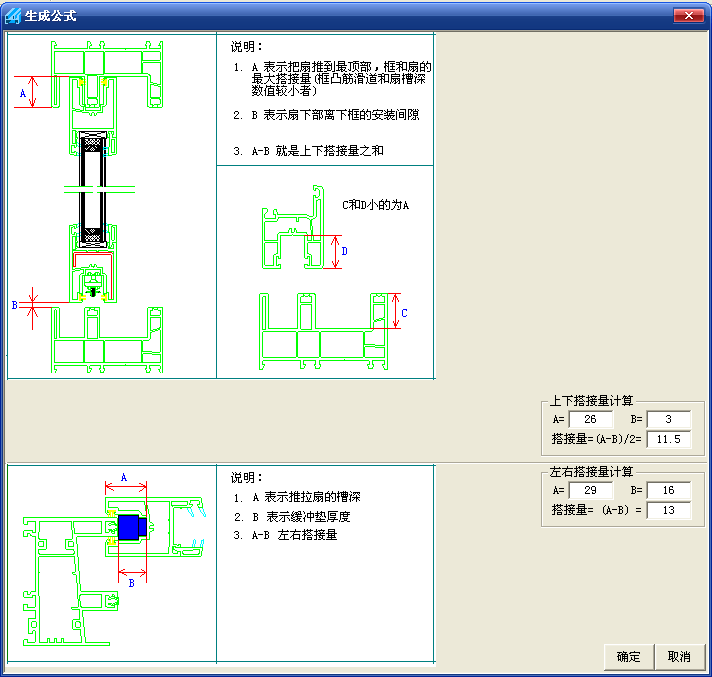 生成公式
A
B
说明：
1. A 表示把扇推到最顶部，框和扇的
最大搭接量(框凸筋滑道和扇槽深
数值较小者)
2. B 表示扇下部离下框的安装间隙
3. A-B 就是上下搭接量之和
C和D小的为A
D
C
上下搭接量计算
A= 26 B= 3
搭接量=(A-B)/2= 11.5
A
B
说明：
1. A 表示推拉扇的槽深
2. B 表示缓冲垫厚度
3. A-B 左右搭接量
左右搭接量计算
A= 29 B= 16
搭接量= (A-B) = 13
确定 取消